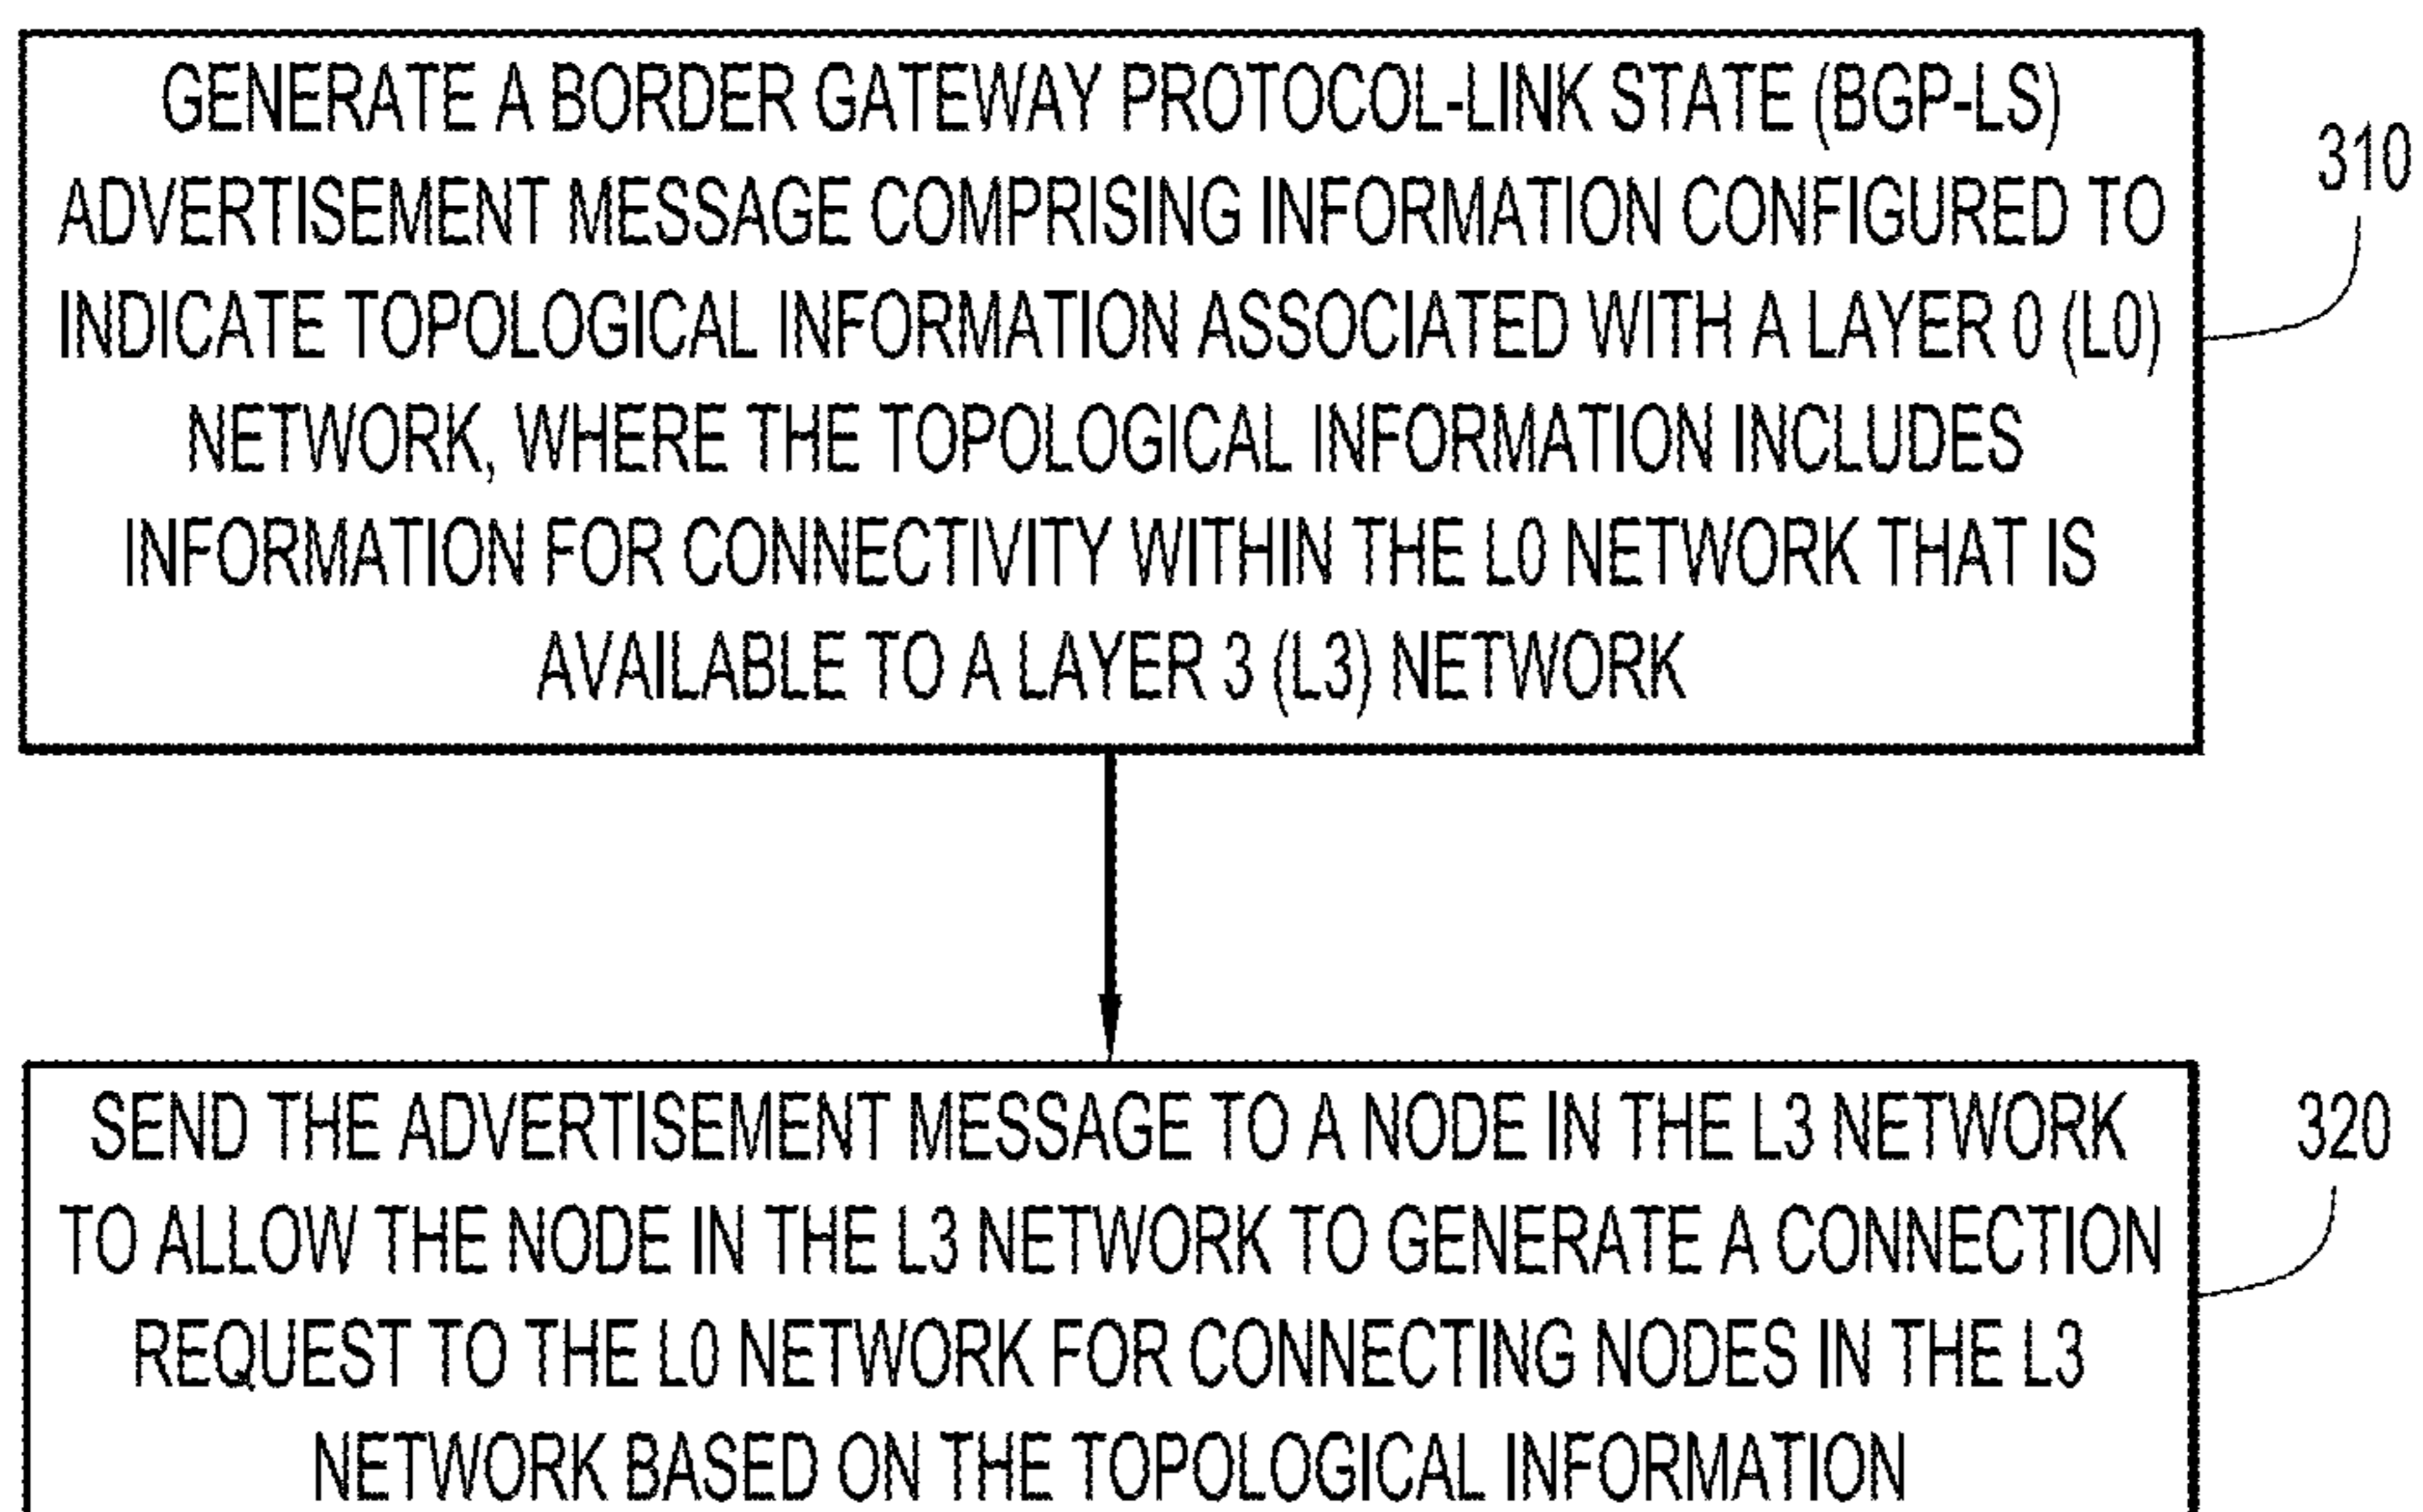 GENERATE A BORDER GATEWAY PROTOCOL-LINK STATE (BGP-LS)
ADVERTISEMENT MESSAGE COMPRISING INFORMATION CONFIGURED TO
INDICATE TOPOLOGICAL INFORMATION ASSOCIATED WITH A LAYER 0 (L0)
NETWORK, WHERE THE TOPOLOGICAL INFORMATION INCLUDES
INFORMATION FOR CONNECTIVITY WITHIN THE L0 NETWORK THAT IS
AVAILABLE TO A LAYER 3 (L3) NETWORK
310
SEND THE ADVERTISEMENT MESSAGE TO A NODE IN THE L3 NETWORK
TO ALLOW THE NODE IN THE L3 NETWORK TO GENERATE A CONNECTION
REQUEST TO THE L0 NETWORK FOR CONNECTING NODES IN THE L3
NETWORK BASED ON THE TOPOLOGICAL INFORMATION
320